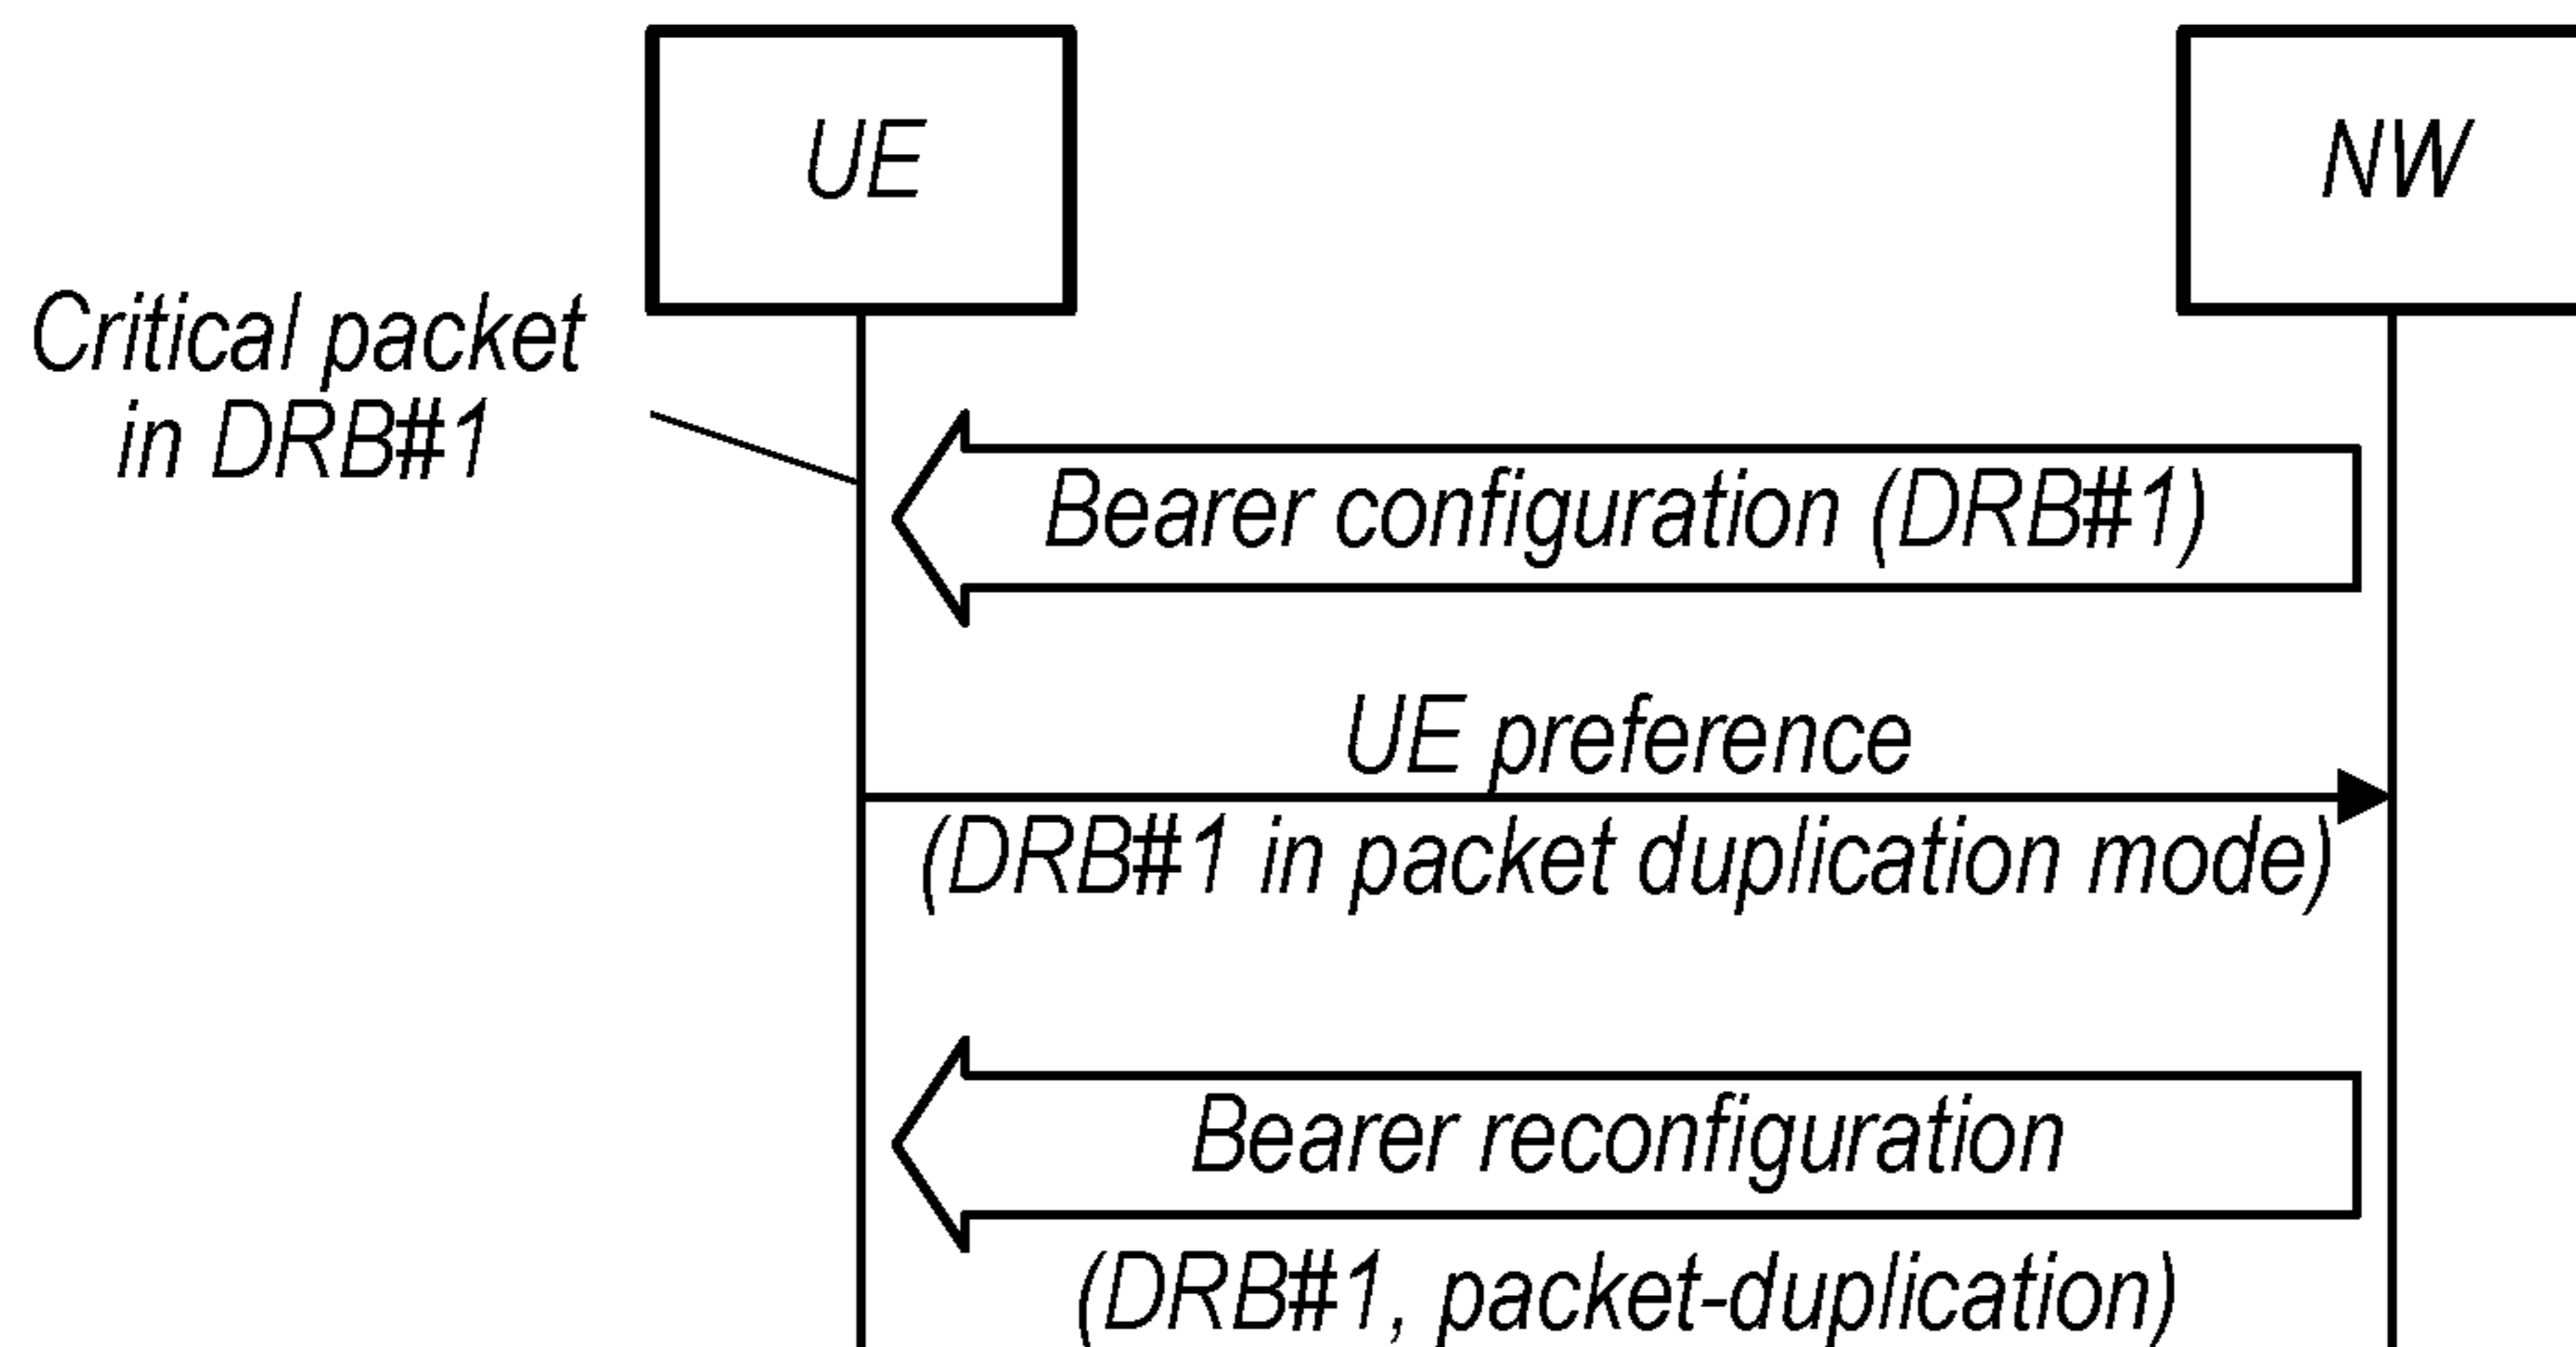 UE
NW
Critical packet
in DRB#1
Bearer configuration (DRB#1)
UE preference
(DRB#1 in packet duplication mode)
Bearer reconfiguration
(DRB#1, packet-duplication)